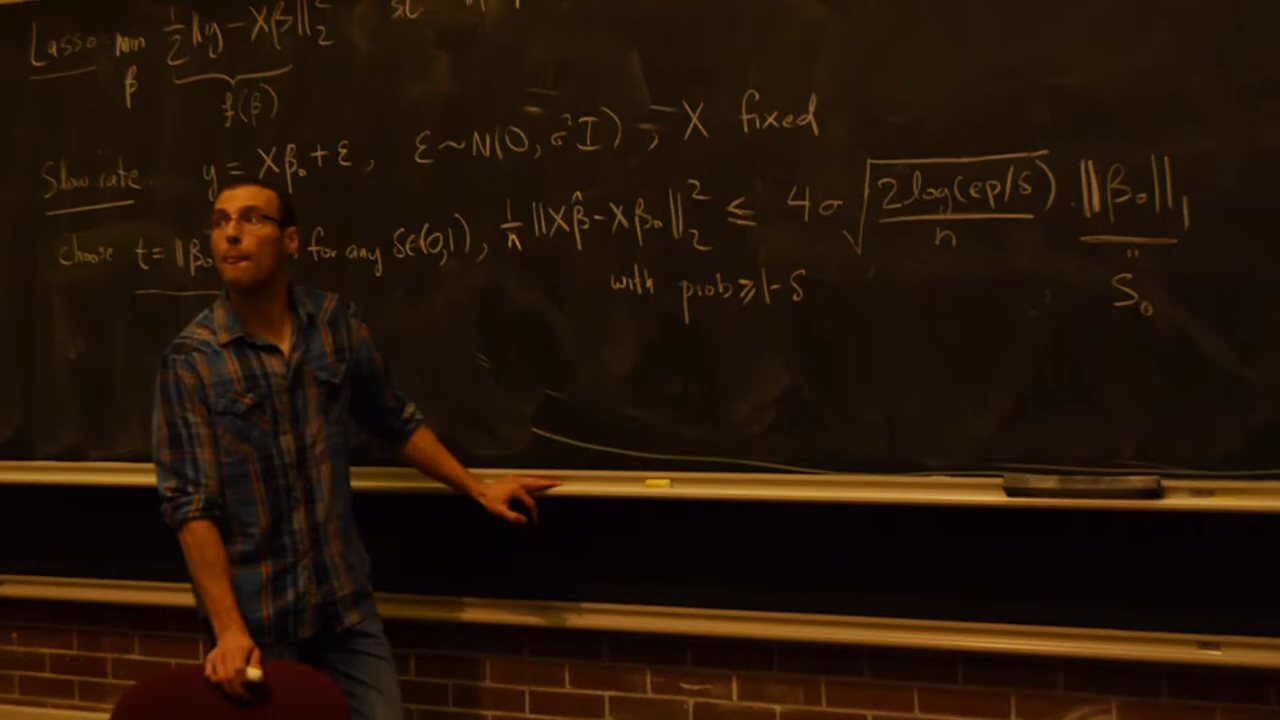 Lasso min ½||y-Xβ||₂² st
β
f(β)
Slow rate y = Xβ₀+ε, ε~N(0, σ²I), X fixed
choose t = ||β₀ for any δ∈(0,1), 1/n ||Xβ̂-Xβ₀||₂² ≤ 4σ √(2log(ep/δ)/n) · ||β₀||₁
with prob ≥ 1-δ
"
S₀